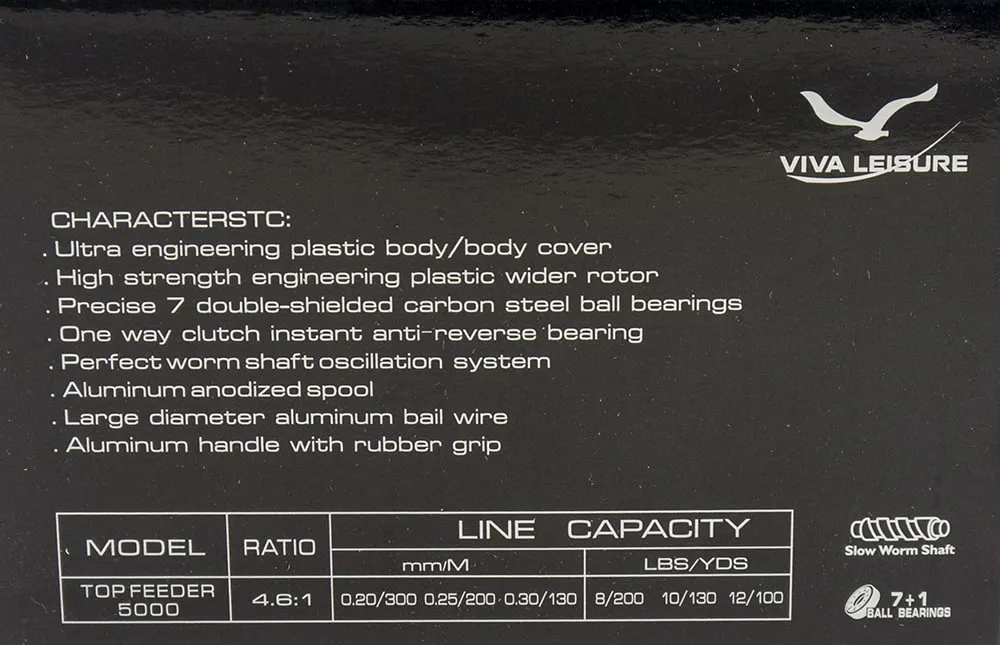 VIVA LEISURE
CHARACTERSTC:
. Ultra engineering plastic body/body cover
. High strength engineering plastic wider rotor
. Precise 7 double-shielded carbon steel ball bearings
. One way clutch instant anti-reverse bearing
. Perfect worm shaft oscillation system
. Aluminum anodized spool
. Large diameter aluminum bail wire
. Aluminum handle with rubber grip
MODEL RATIO LINE CAPACITY
mm/M LBS/YDS
TOP FEEDER 5000 4.6:1 0.20/300 0.25/200 0.30/130 8/200 10/130 12/100
Slow Worm Shaft
7+1
BALL BEARINGS